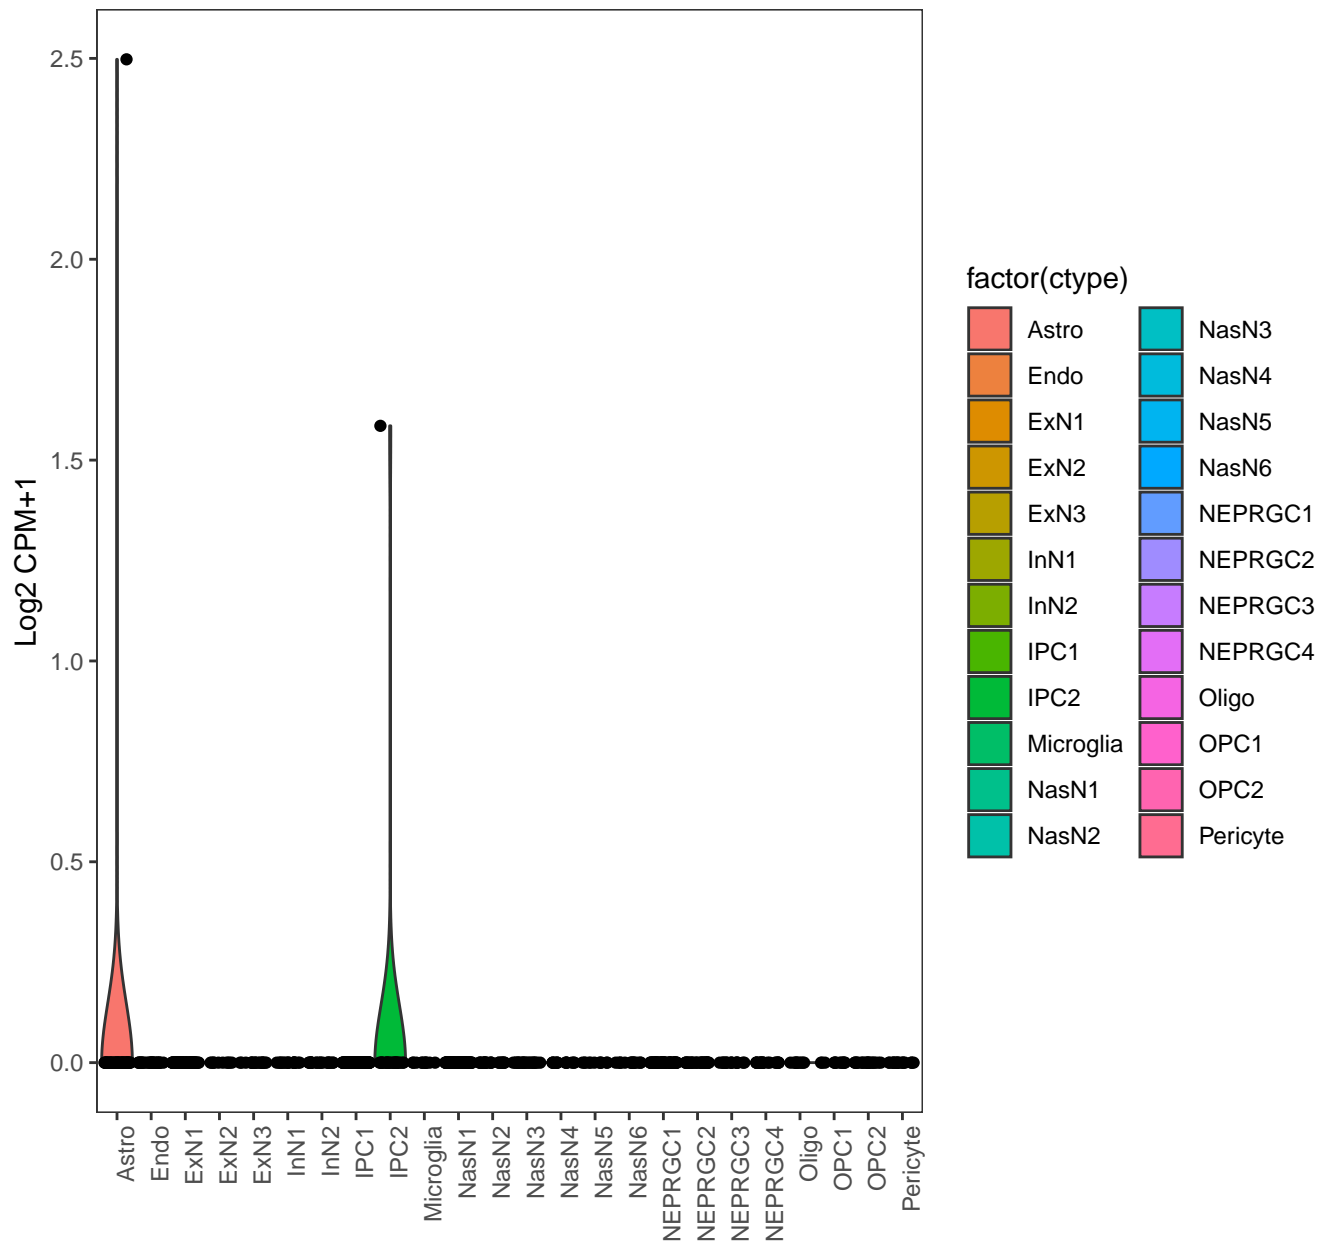 2.5
2.0
1.5
1.0
0.5
0.0
Log2 CPM+1
Astro
Endo
ExN1
ExN2
ExN3
InN1
InN2
IPC1
IPC2
Microglia
NasN1
NasN2
NasN3
NasN4
NasN5
NasN6
NEPRGC1
NEPRGC2
NEPRGC3
NEPRGC4
Oligo
OPC1
OPC2
Pericyte
factor(ctype)
Astro
Endo
ExN1
ExN2
ExN3
InN1
InN2
IPC1
IPC2
Microglia
NasN1
NasN2
NasN3
NasN4
NasN5
NasN6
NEPRGC1
NEPRGC2
NEPRGC3
NEPRGC4
Oligo
OPC1
OPC2
Pericyte